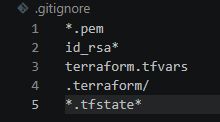 .gitignore
1 *.pem
2 id_rsa*
3 terraform.tfvars
4 .terraform/
5 *.tfstate*